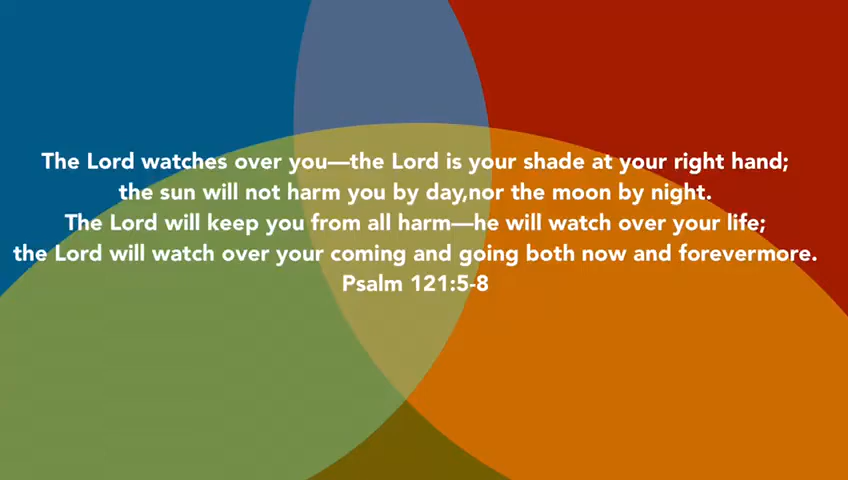 The Lord watches over you—the Lord is your shade at your right hand;
the sun will not harm you by day,nor the moon by night.
The Lord will keep you from all harm—he will watch over your life;
the Lord will watch over your coming and going both now and forevermore.
Psalm 121:5-8